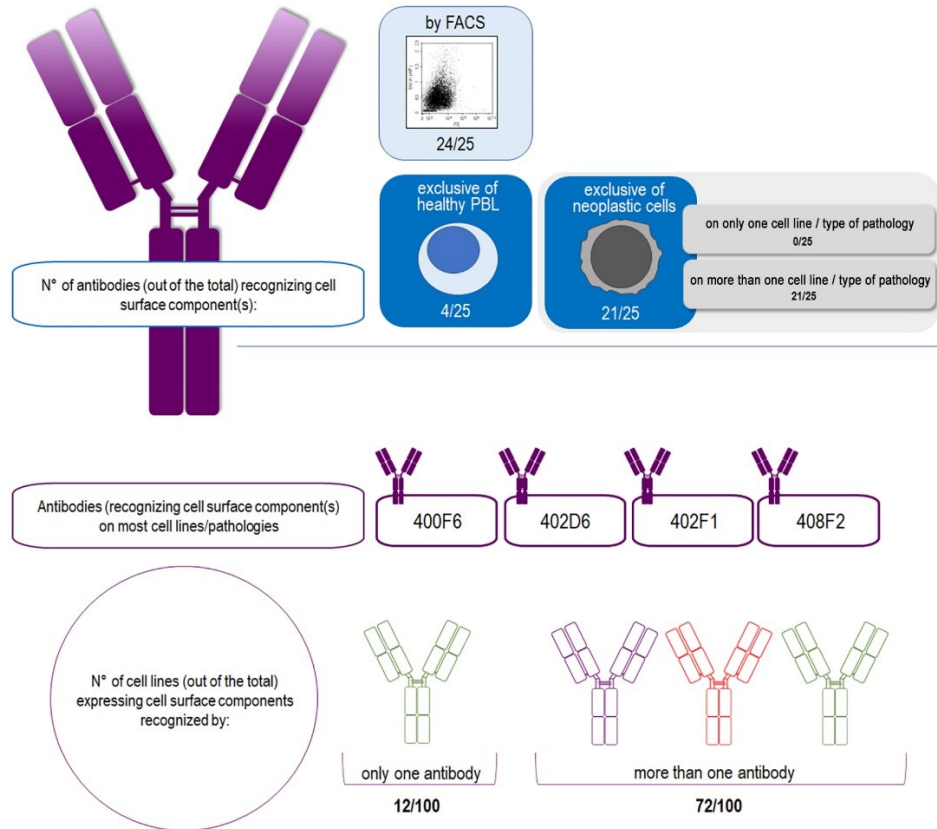 by FACS
24/25
exclusive of
healthy PBL
4/25
exclusive of
neoplastic cells
21/25
on only one cell line / type of pathology
0/25
on more than one cell line / type of pathology
21/25
N° of antibodies (out of the total) recognizing cell
surface component(s):
Antibodies (recognizing cell surface component(s)
on most cell lines/pathologies
400F6
402D6
402F1
408F2
N° of cell lines (out of the total)
expressing cell surface components
recognized by:
only one antibody
12/100
more than one antibody
72/100